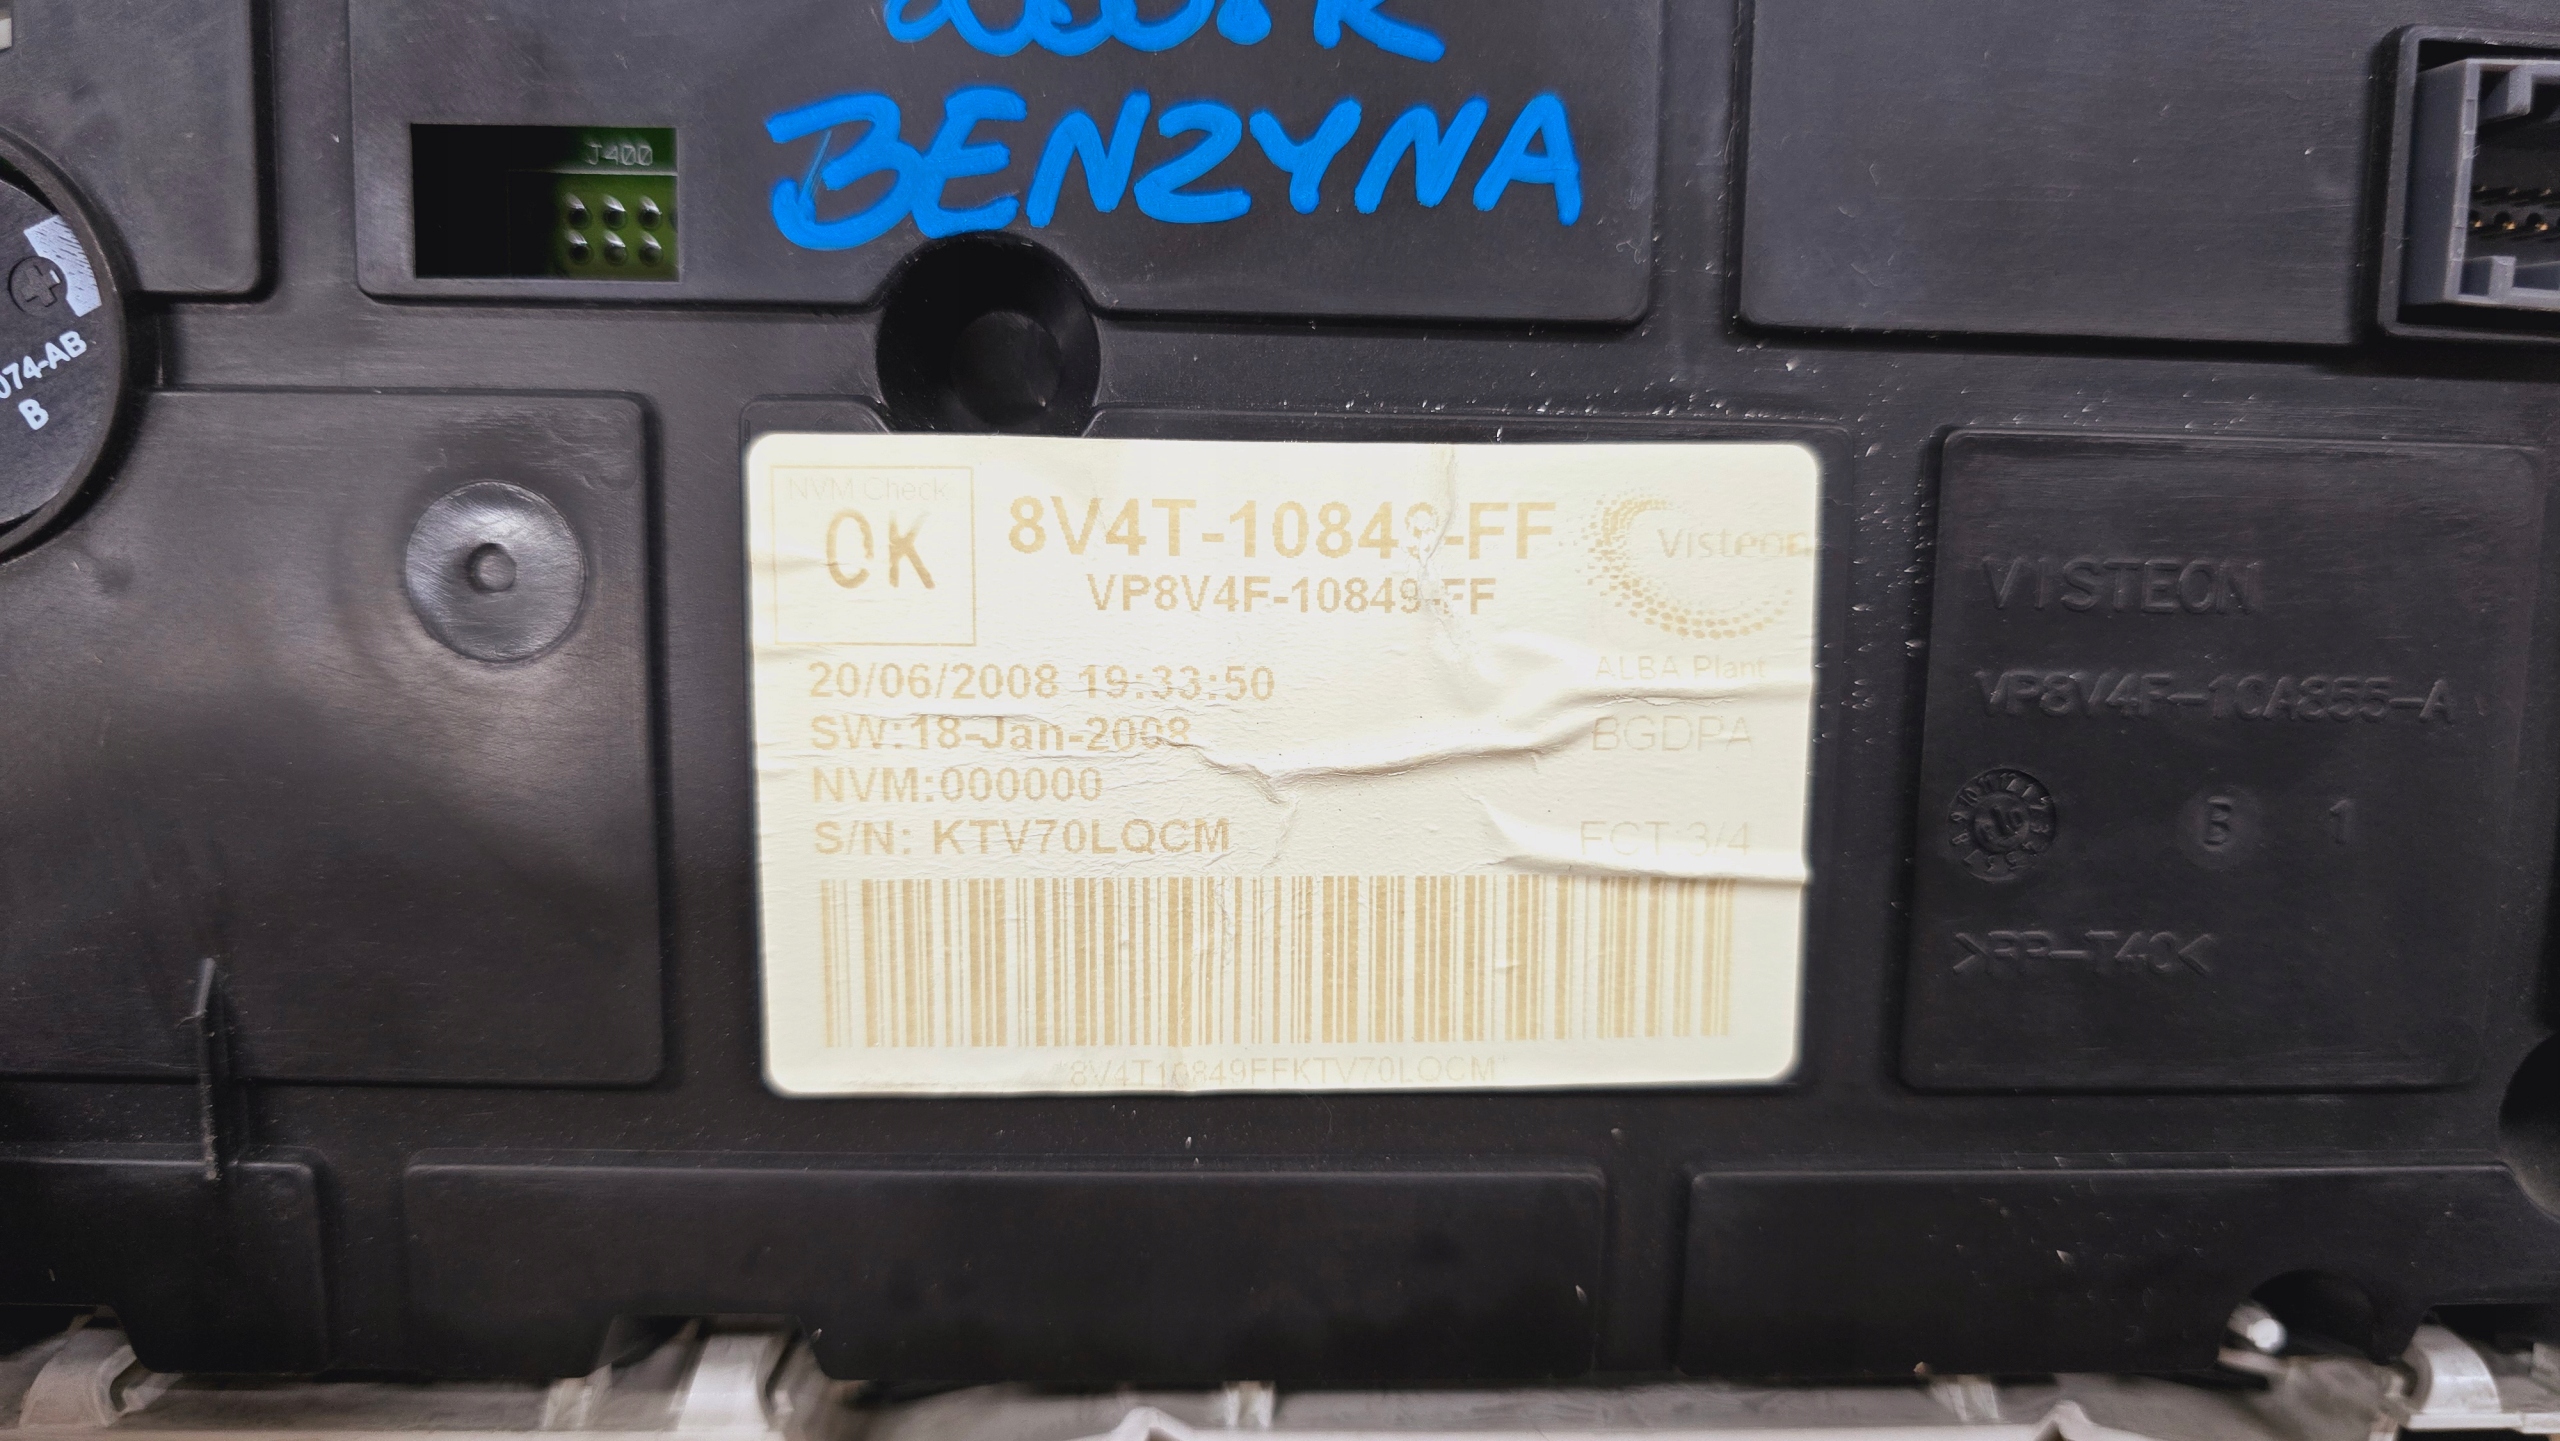 BENZYNA
J400
074-AB
B
NVM Check
OK
8V4T-10849-FF
VP8V4F-10849-FF
Visteon
20/06/2008 19:33:50
ALBA Plant
SW:18-Jan-2008
BGDPA
NVM:000000
S/N: KTV70LQCM
FCT 3/4
*8V4T10849FFKTV70LQCM*
VISTEON
VP8V4F-10A855-A
B 1
>PP-T40<